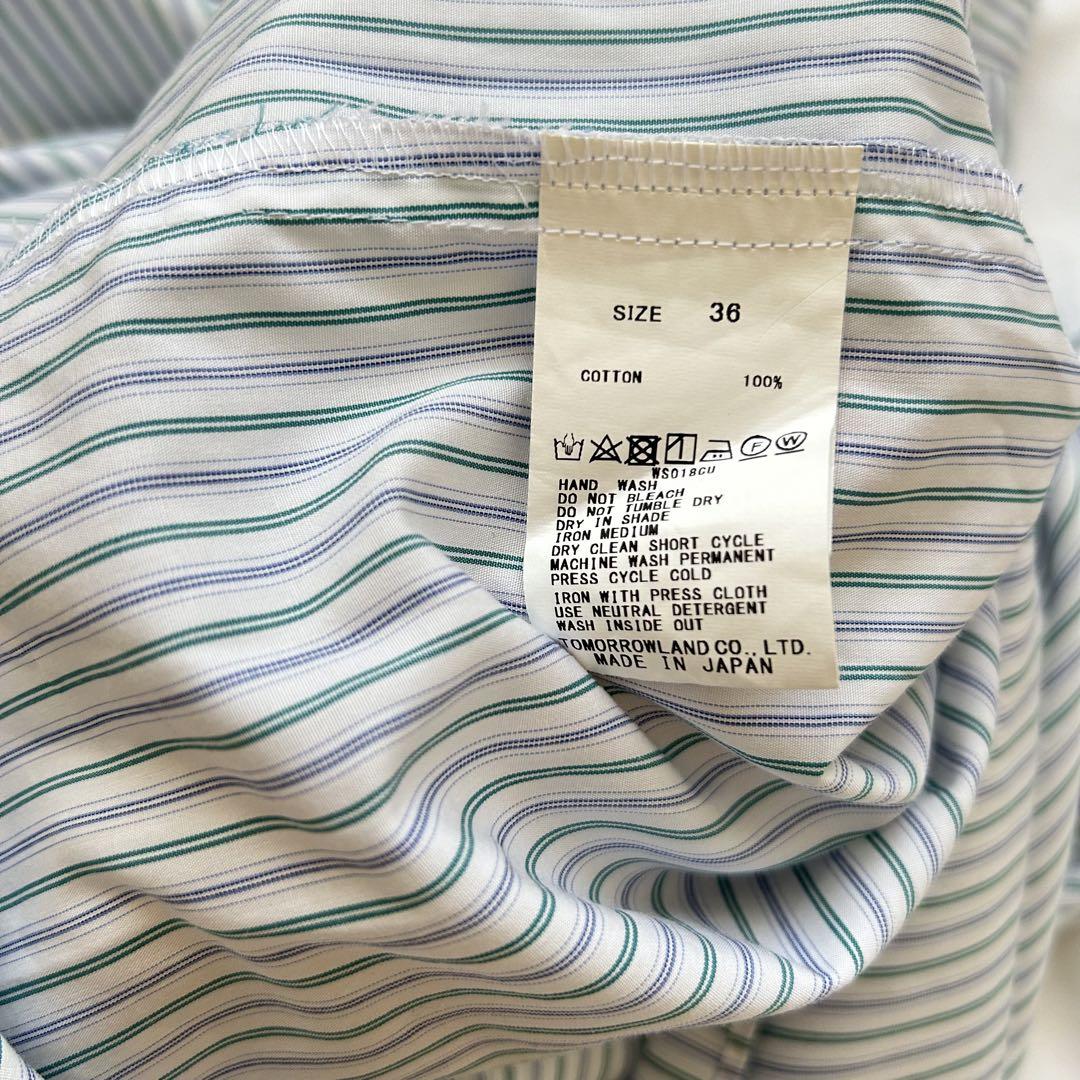 SIZE 36
COTTON 100%
F W
WS018CU
HAND WASH
DO NOT BLEACH
DO NOT TUMBLE DRY
DRY IN SHADE
IRON MEDIUM
DRY CLEAN SHORT CYCLE
MACHINE WASH PERMANENT
PRESS CYCLE COLD
IRON WITH PRESS CLOTH
USE NEUTRAL DETERGENT
WASH INSIDE OUT
TOMORROWLAND CO., LTD.
MADE IN JAPAN